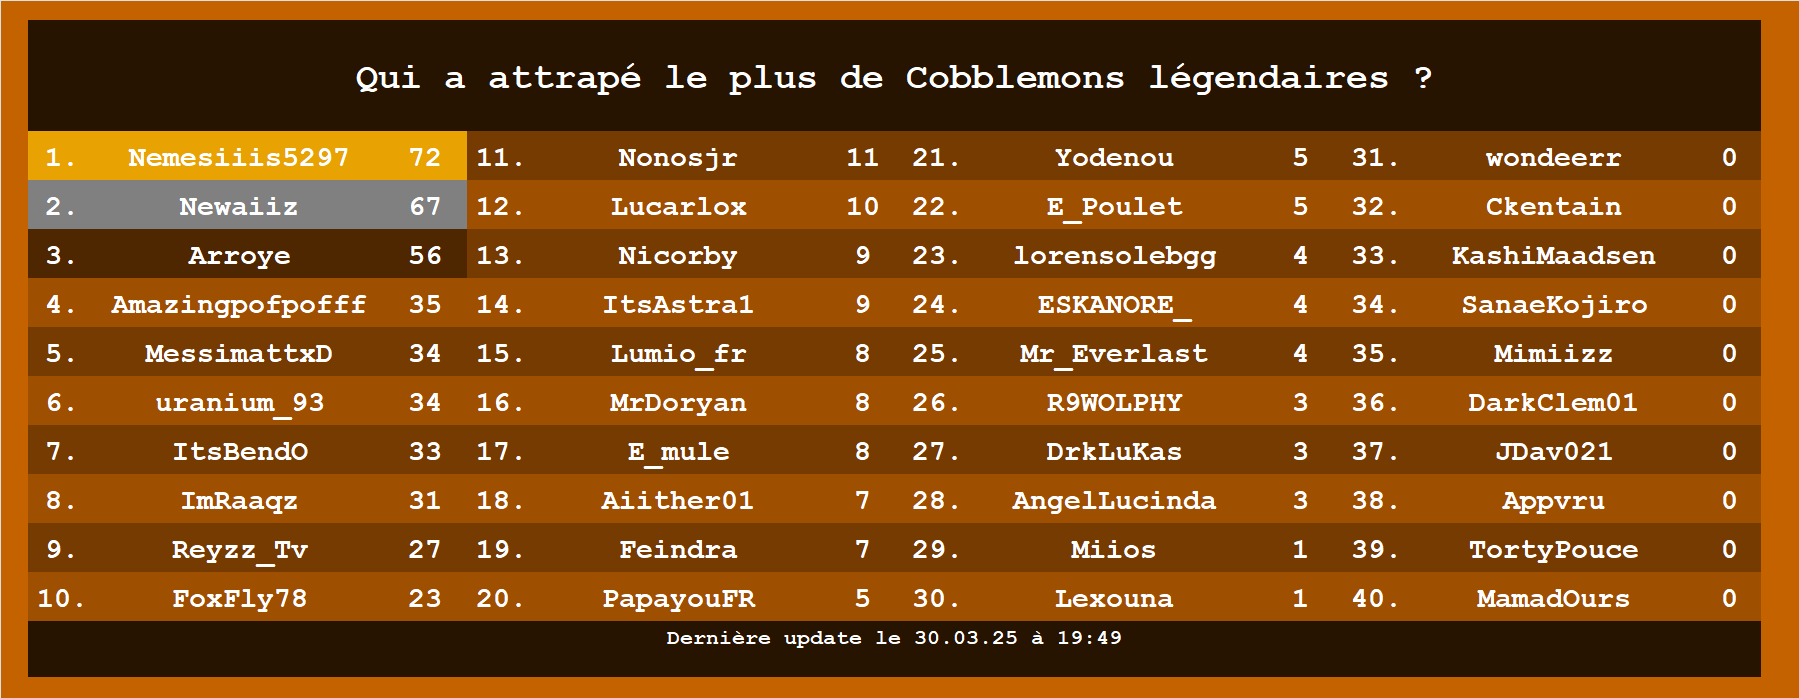 Qui a attrapé le plus de Cobblemons légendaires ?
1. Nemesiiis5297 72 11. Nonosjr 11 21. Yodenou 5 31. wondeerr 0
2. Newaiiz 67 12. Lucarlox 10 22. E_Poulet 5 32. Ckentain 0
3. Arroye 56 13. Nicorby 9 23. lorensolebgg 4 33. KashiMaadsen 0
4. Amazingpofpofff 35 14. ItsAstra1 9 24. ESKANORE_ 4 34. SanaeKojiro 0
5. MessimattxD 34 15. Lumio_fr 8 25. Mr_Everlast 4 35. Mimiizz 0
6. uranium_93 34 16. MrDoryan 8 26. R9WOLPHY 3 36. DarkClem01 0
7. ItsBendO 33 17. E_mule 8 27. DrkLuKas 3 37. JDav021 0
8. ImRaaqz 31 18. Aiither01 7 28. AngelLucinda 3 38. Appvru 0
9. Reyzz_Tv 27 19. Feindra 7 29. Miios 1 39. TortyPouce 0
10. FoxFly78 23 20. PapayouFR 5 30. Lexouna 1 40. MamadOurs 0
Dernière update le 30.03.25 à 19:49